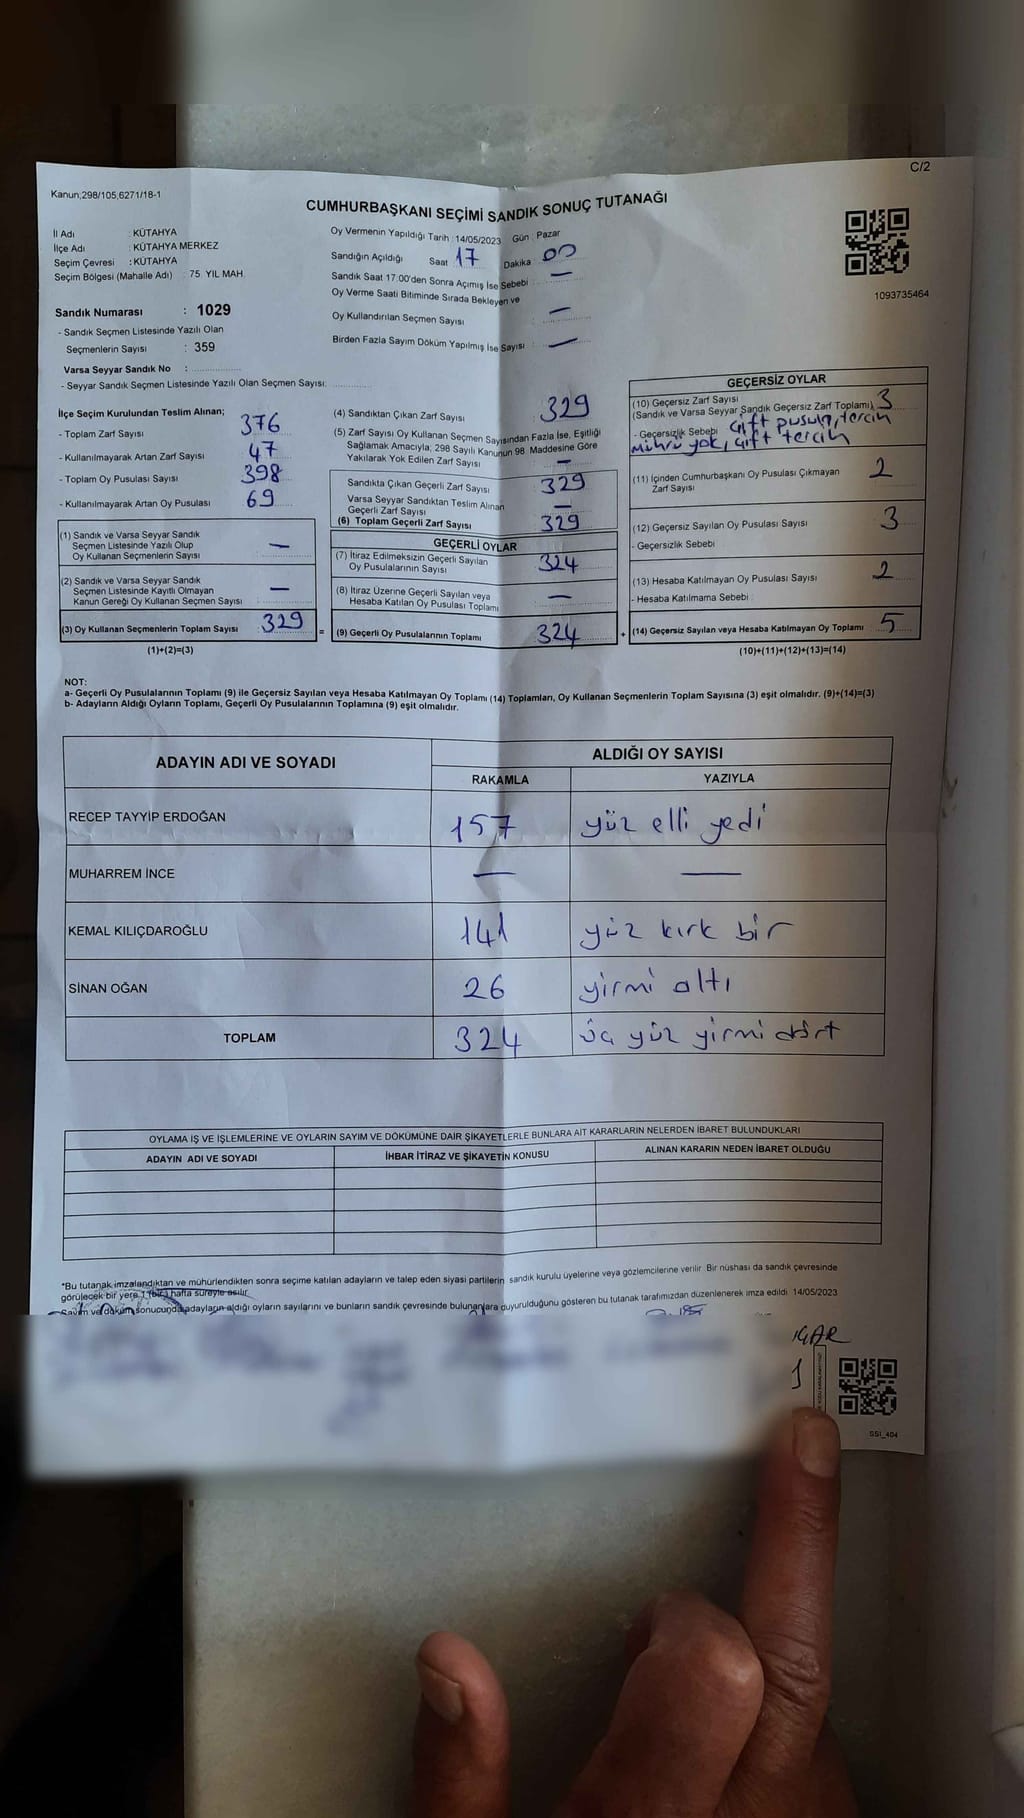 C/2
Kanun;298/105,6271/18-1
CUMHURBAŞKANI SEÇİMİ SANDIK SONUÇ TUTANAĞI
İl Adı : KÜTAHYA
İlçe Adı : KÜTAHYA MERKEZ
Seçim Çevresi : KÜTAHYA
Seçim Bölgesi (Mahalle Adı) : 75 YIL MAH.
Oy Vermenin Yapıldığı Tarih :14/05/2023 Gün :Pazar
Sandığın Açıldığı Saat 17 Dakika 00
Sandık Saat 17:00'den Sonra Açımış İse Sebebi : —
Oy Verme Saati Bitiminde Sırada Bekleyen ve
Oy Kullandırılan Seçmen Sayısı : —
Birden Fazla Sayım Döküm Yapılmış İse Sayısı : —
1093735464
Sandık Numarası : 1029
- Sandık Seçmen Listesinde Yazılı Olan
Seçmenlerin Sayısı : 359
Varsa Seyyar Sandık No :
- Seyyar Sandık Seçmen Listesinde Yazılı Olan Seçmen Sayısı:
İlçe Seçim Kurulundan Teslim Alınan;
- Toplam Zarf Sayısı 376
- Kullanılmayarak Artan Zarf Sayısı 47
- Toplam Oy Pusulası Sayısı 398
- Kullanılmayarak Artan Oy Pusulası 69
(1) Sandık ve Varsa Seyyar Sandık
Seçmen Listesinde Yazılı Olup
Oy Kullanan Seçmenlerin Sayısı —
(2) Sandık ve Varsa Seyyar Sandık
Seçmen Listesinde Kayıtlı Olmayan
Kanun Gereği Oy Kullanan Seçmen Sayısı —
(3) Oy Kullanan Seçmenlerin Toplam Sayısı 329
(1)+(2)=(3)
=
(4) Sandıktan Çıkan Zarf Sayısı 329
(5) Zarf Sayısı Oy Kullanan Seçmen Sayısından Fazla İse, Eşitliği
Sağlamak Amacıyla; 298 Sayılı Kanunun 98. Maddesine Göre
Yakılarak Yok Edilen Zarf Sayısı —
Sandıkta Çıkan Geçerli Zarf Sayısı 329
Varsa Seyyar Sandıktan Teslim Alınan
Geçerli Zarf Sayısı —
(6) Toplam Geçerli Zarf Sayısı 329
GEÇERLİ OYLAR
(7) İtiraz Edilmeksizin Geçerli Sayılan
Oy Pusulalarının Sayısı 324
(8) İtiraz Üzerine Geçerli Sayılan veya
Hesaba Katılan Oy Pusulası Toplamı —
(9) Geçerli Oy Pusulalarının Toplamı 324
+
GEÇERSİZ OYLAR
(10) Geçersiz Zarf Sayısı
(Sandık ve Varsa Seyyar Sandık Geçersiz Zarf Toplamı) 3
- Geçersizlik Sebebi çift pusula, tercih
mührü yok, çift tercih
(11) İçinden Cumhurbaşkanı Oy Pusulası Çıkmayan
Zarf Sayısı 2
(12) Geçersiz Sayılan Oy Pusulası Sayısı 3
- Geçersizlik Sebebi
(13) Hesaba Katılmayan Oy Pusulası Sayısı 2
- Hesaba Katılmama Sebebi :
(14) Geçersiz Sayılan veya Hesaba Katılmayan Oy Toplamı 5
(10)+(11)+(12)+(13)=(14)
NOT:
a- Geçerli Oy Pusulalarının Toplamı (9) ile Geçersiz Sayılan veya Hesaba Katılmayan Oy Toplamı (14) Toplamları, Oy Kullanan Seçmenlerin Toplam Sayısına (3) eşit olmalıdır. (9)+(14)=(3)
b- Adayların Aldığı Oyların Toplamı, Geçerli Oy Pusulalarının Toplamına (9) eşit olmalıdır.
ADAYIN ADI VE SOYADI
ALDIĞI OY SAYISI
RAKAMLA YAZIYLA
RECEP TAYYİP ERDOĞAN 157 yüz elli yedi
MUHARREM İNCE — —
KEMAL KILIÇDAROĞLU 141 yüz kırk bir
SİNAN OĞAN 26 yirmi altı
TOPLAM 324 üç yüz yirmi dört
OYLAMA İŞ VE İŞLEMLERİNE VE OYLARIN SAYIM VE DÖKÜMÜNE DAİR ŞİKAYETLERLE BUNLARA AİT KARARLARIN NELERDEN İBARET BULUNDUKLARI
ADAYIN ADI VE SOYADI İHBAR İTİRAZ VE ŞİKAYETİN KONUSU ALINAN KARARIN NEDEN İBARET OLDUĞU
*Bu tutanak imzalandıktan ve mühürlendikten sonra seçime katılan adayların ve talep eden siyasi partilerin sandık kurulu üyelerine veya gözlemcilerine verilir. Bir nüshası da sandık çevresinde
görülecek bir yere 1 (bir) hafta süreyle asılır.
Sayım ve döküm sonucunda adayların aldığı oyların sayılarını ve bunların sandık çevresinde bulunanlara duyurulduğunu gösteren bu tutanak tarafımızdan düzenlenerek imza edildi. 14/05/2023
SSI_404